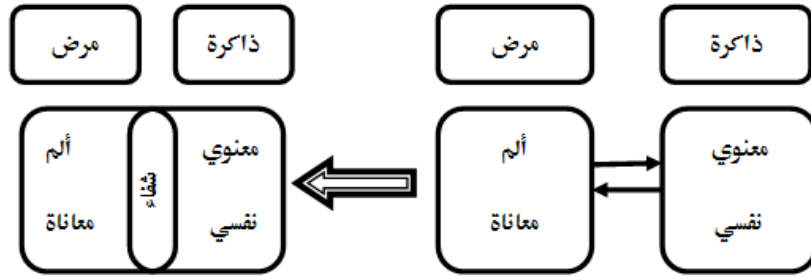 ذاكرة
مرض
ذاكرة
مرض
معنوي
ألم
معنوي
شفاء
ألم
نفسي
معاناة
نفسي
معاناة